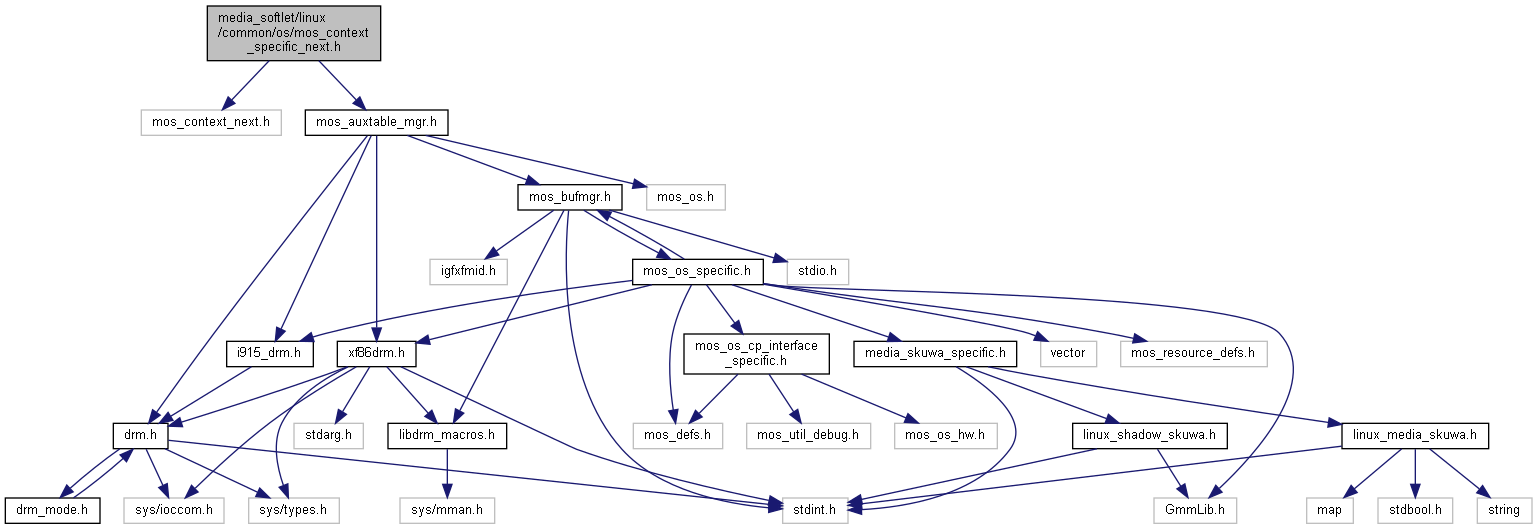 media_softlet/linux
/common/os/mos_context
_specific_next.h
mos_context_next.h
mos_auxtable_mgr.h
mos_bufmgr.h
mos_os.h
igfxfmid.h
mos_os_specific.h
stdio.h
i915_drm.h
xf86drm.h
mos_os_cp_interface
_specific.h
media_skuwa_specific.h
vector
mos_resource_defs.h
drm.h
stdarg.h
libdrm_macros.h
mos_defs.h
mos_util_debug.h
mos_os_hw.h
linux_shadow_skuwa.h
linux_media_skuwa.h
drm_mode.h
sys/ioccom.h
sys/types.h
sys/mman.h
stdint.h
GmmLib.h
map
stdbool.h
string